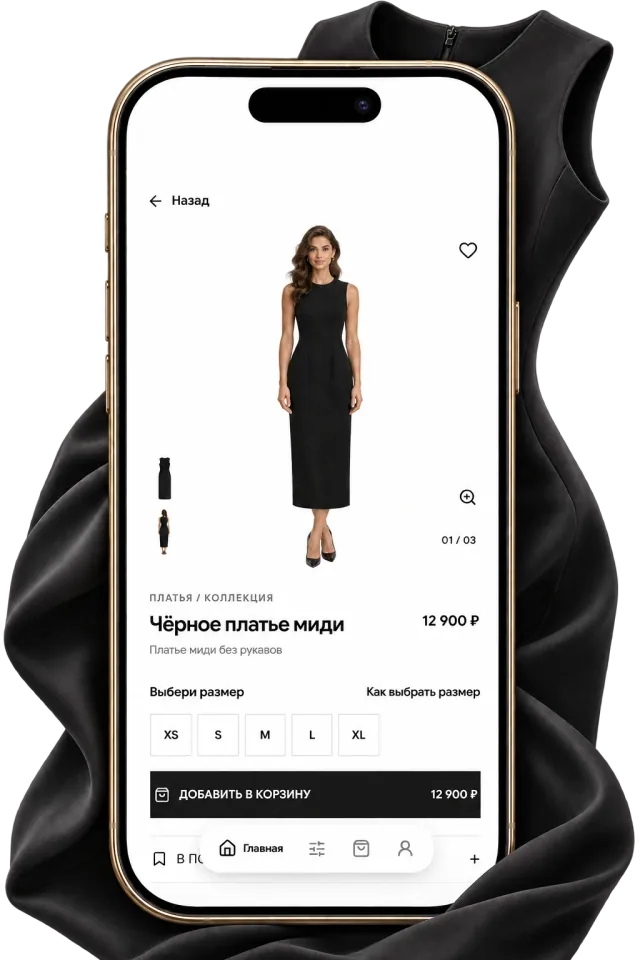 Назад
01 / 03
ПЛАТЬЯ / КОЛЛЕКЦИЯ
Чёрное платье миди 12 900 ₽
Платье миди без рукавов
Выбери размер Как выбрать размер
XS S M L XL
ДОБАВИТЬ В КОРЗИНУ 12 900 ₽
В ПО
Главная